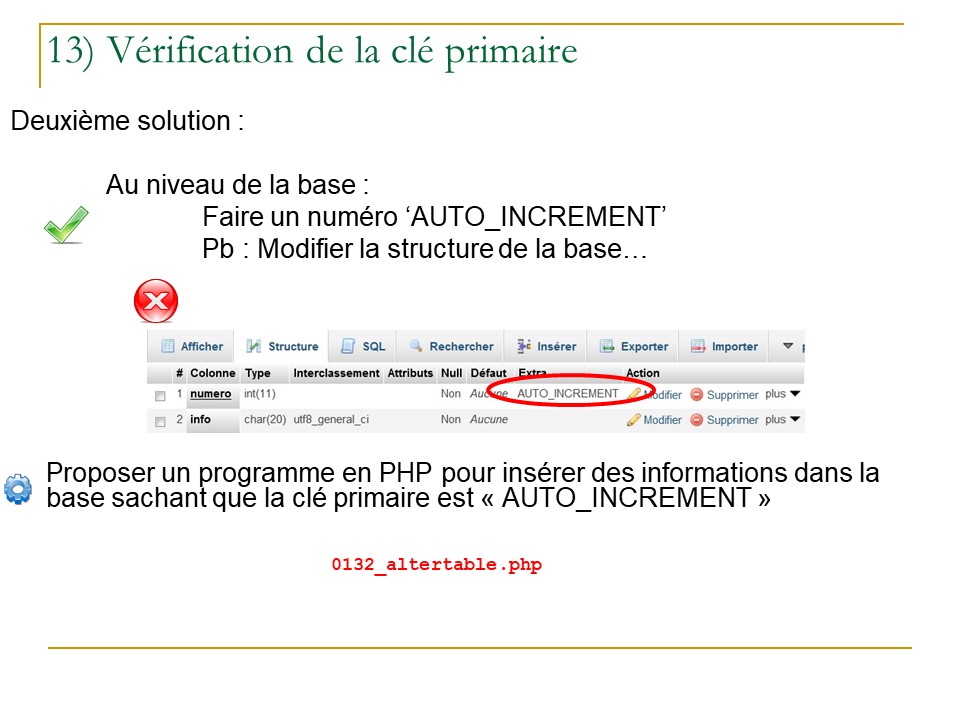 13) Vérification de la clé primaire
Deuxième solution :
Au niveau de la base :
Faire un numéro ‘AUTO_INCREMENT’
Pb : Modifier la structure de la base…
Afficher Structure SQL Rechercher Insérer Exporter Importer
# Colonne Type Interclassement Attributs Null Défaut Extra Action
1 numero int(11) Non Aucune AUTO_INCREMENT Modifier Supprimer plus
2 info char(20) utf8_general_ci Non Aucune Modifier Supprimer plus
Proposer un programme en PHP pour insérer des informations dans la
base sachant que la clé primaire est « AUTO_INCREMENT »
0132_altertable.php